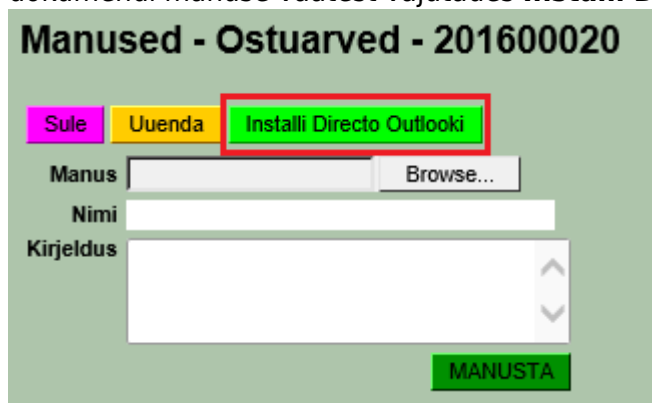 Manused - Ostuarved - 201600020
Sule Uuenda Installi Directo Outlooki
Manus Browse...
Nimi
Kirjeldus
MANUSTA